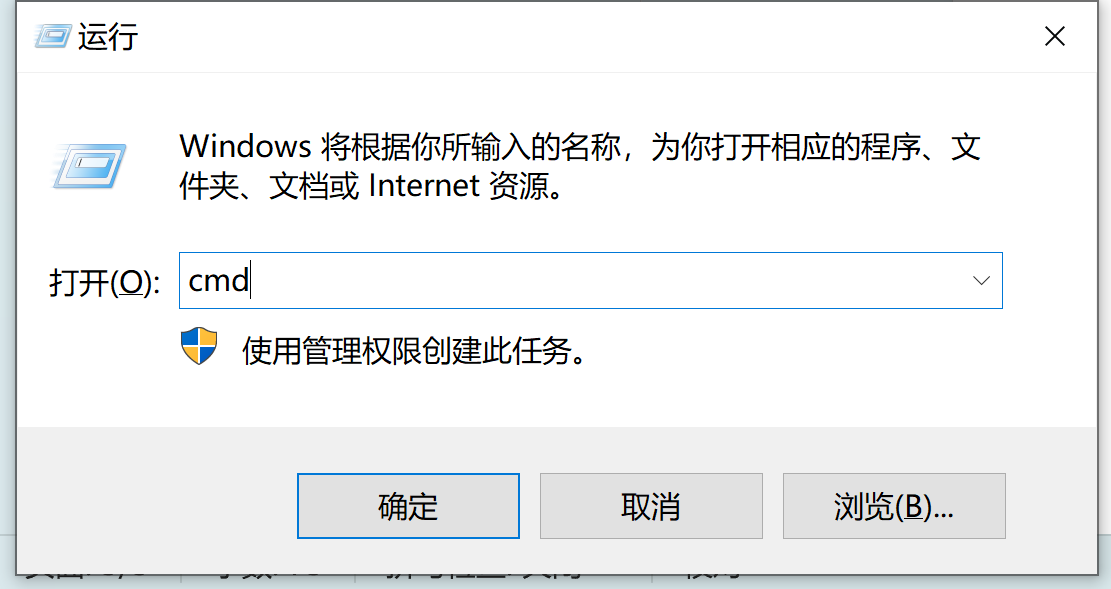 运行
Windows 将根据你所输入的名称，为你打开相应的程序、文
件夹、文档或 Internet 资源。
打开(O): cmd
使用管理权限创建此任务。
确定 取消 浏览(B)...